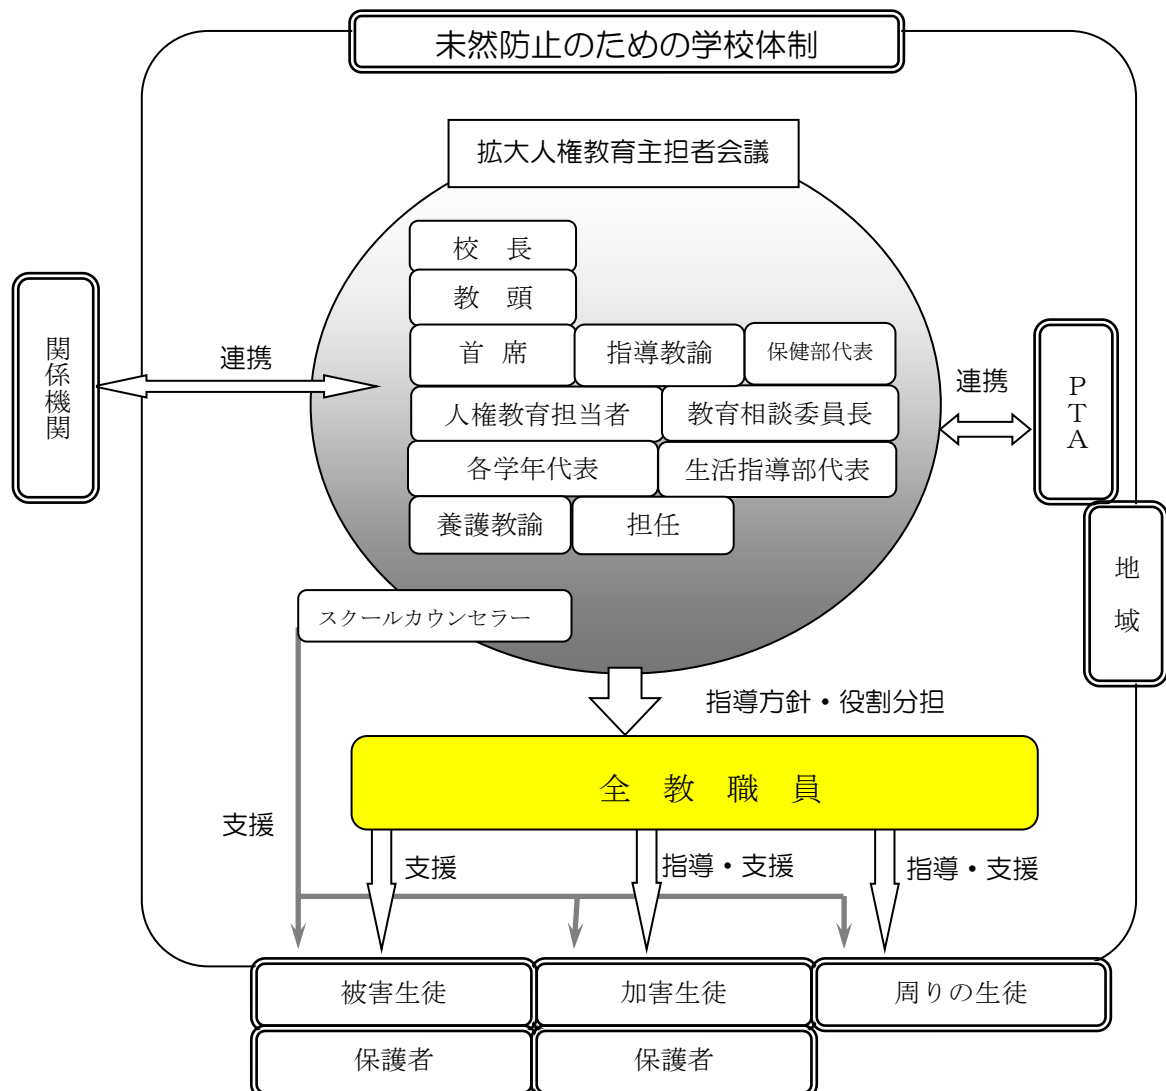 未然防止のための学校体制
拡大人権教育主担者会議
校　長
教　頭
首 席
指導教諭
保健部代表
人権教育担当者
教育相談委員長
各学年代表
生活指導部代表
養護教諭
担任
スクールカウンセラー
関係機関
連携
連携
PTA
地域
指導方針・役割分担
全　教　職　員
支援
支援
指導・支援
指導・支援
被害生徒
加害生徒
周りの生徒
保護者
保護者